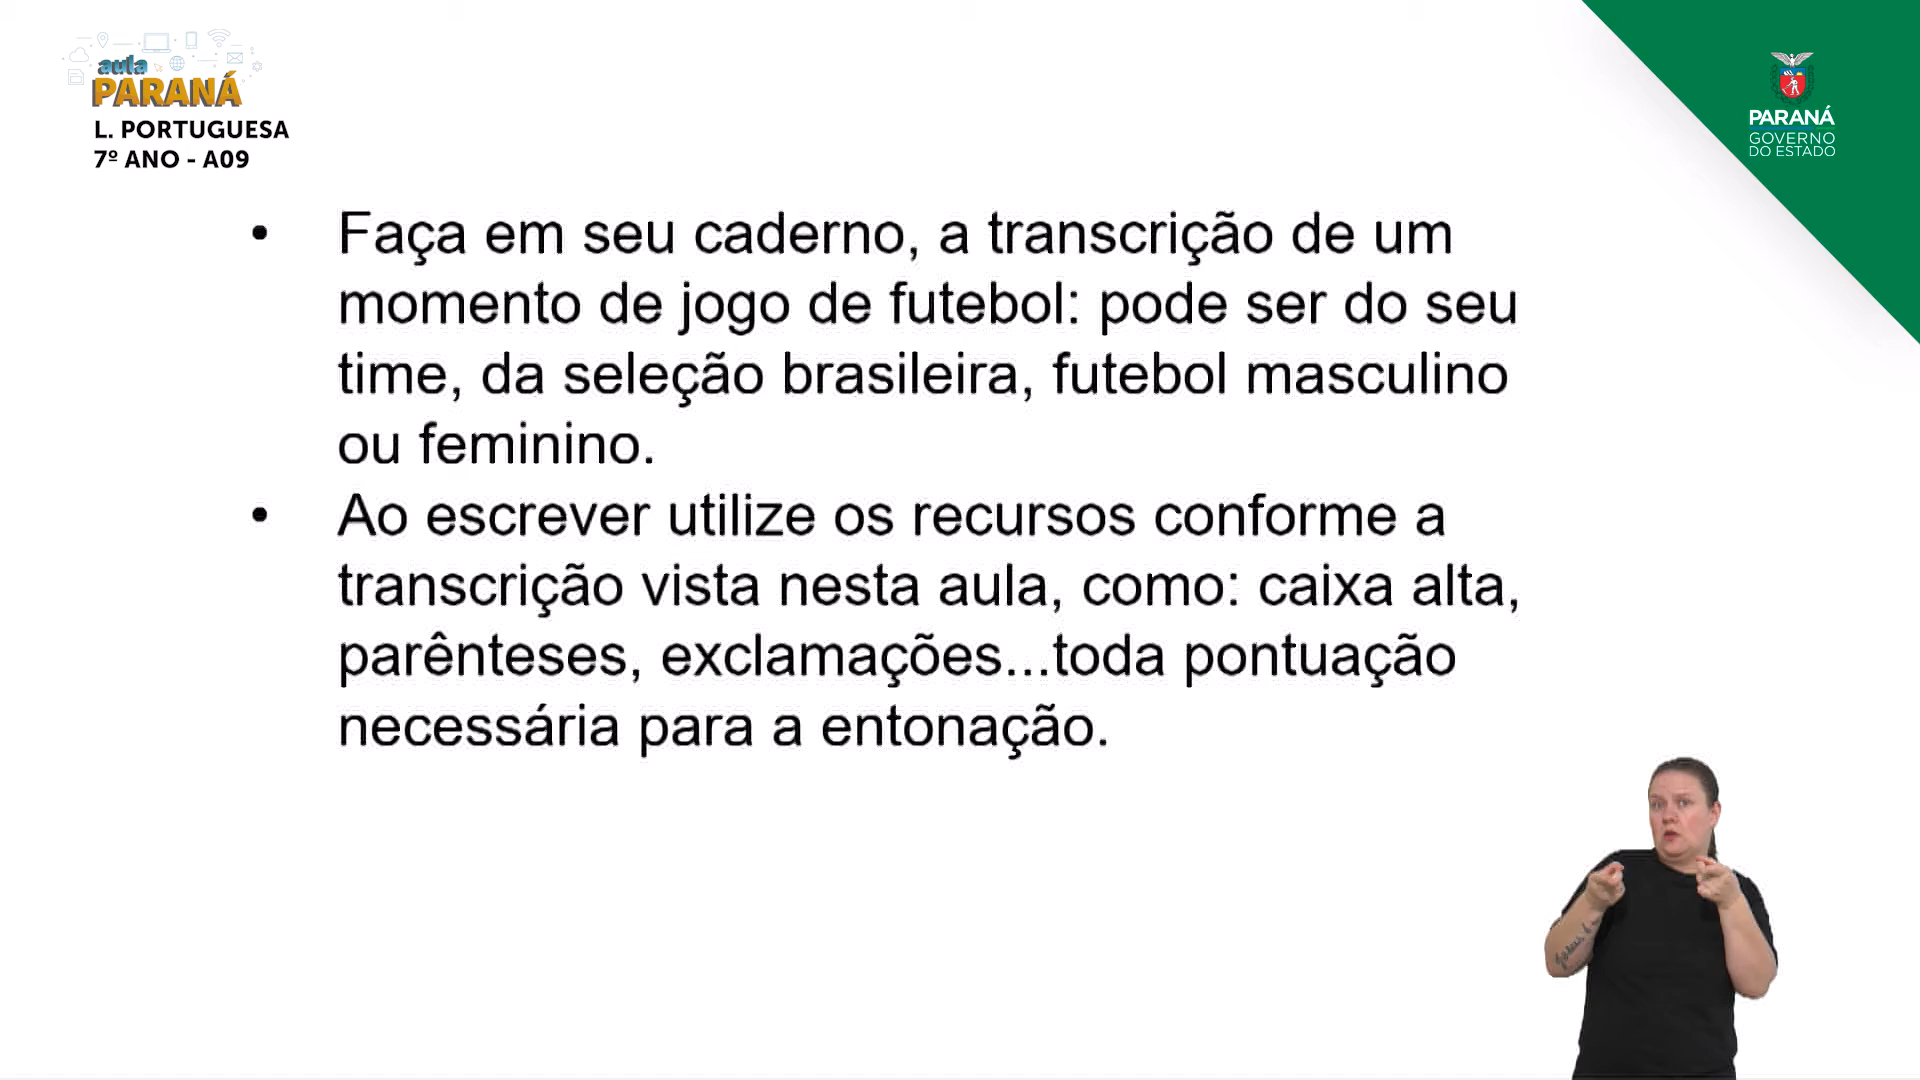 aula
PARANÁ
L. PORTUGUESA
7º ANO - A09
PARANÁ
GOVERNO
DO ESTADO
• Faça em seu caderno, a transcrição de um
momento de jogo de futebol: pode ser do seu
time, da seleção brasileira, futebol masculino
ou feminino.
• Ao escrever utilize os recursos conforme a
transcrição vista nesta aula, como: caixa alta,
parênteses, exclamações...toda pontuação
necessária para a entonação.